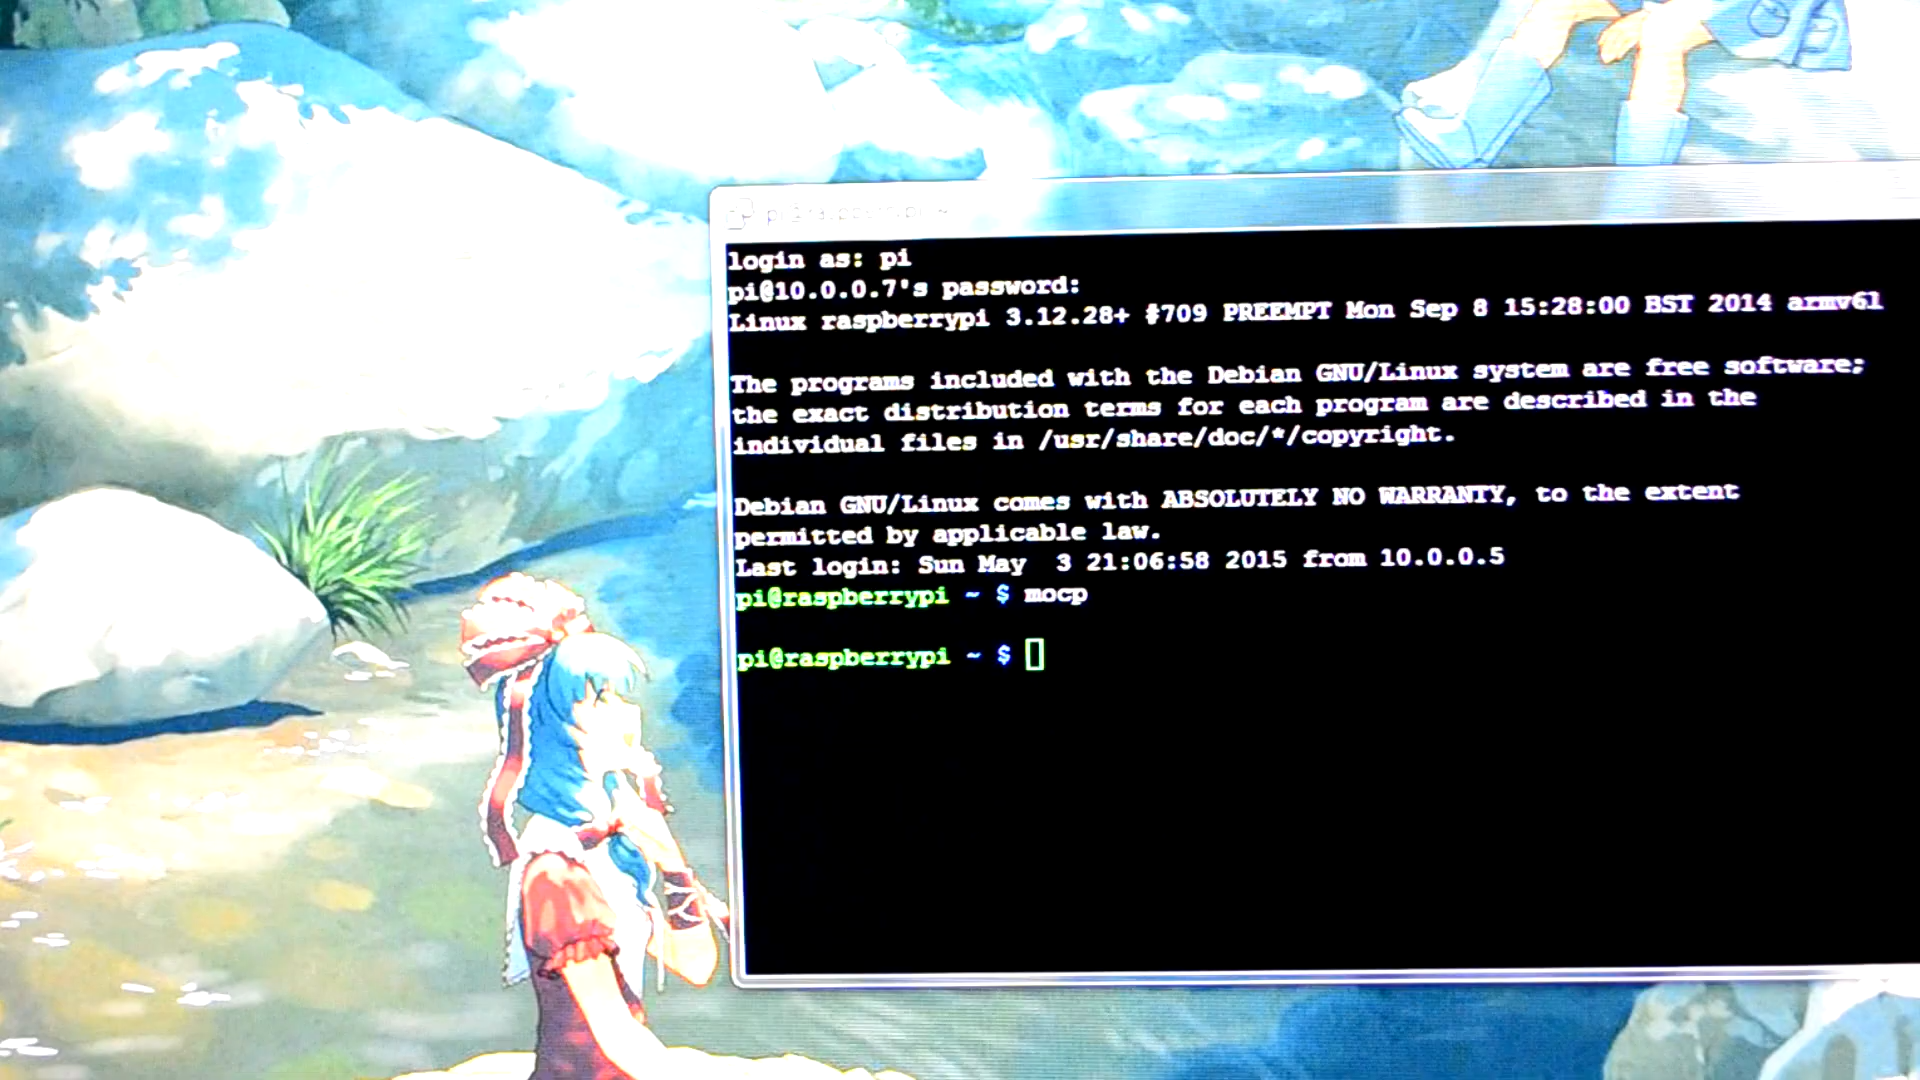 pi@raspberrypi: ~
login as: pi
pi@10.0.0.7's password:
Linux raspberrypi 3.12.28+ #709 PREEMPT Mon Sep 8 15:28:00 BST 2014 armv6l
The programs included with the Debian GNU/Linux system are free software;
the exact distribution terms for each program are described in the
individual files in /usr/share/doc/*/copyright.
Debian GNU/Linux comes with ABSOLUTELY NO WARRANTY, to the extent
permitted by applicable law.
Last login: Sun May  3 21:06:58 2015 from 10.0.0.5
pi@raspberrypi ~ $ mocp
pi@raspberrypi ~ $